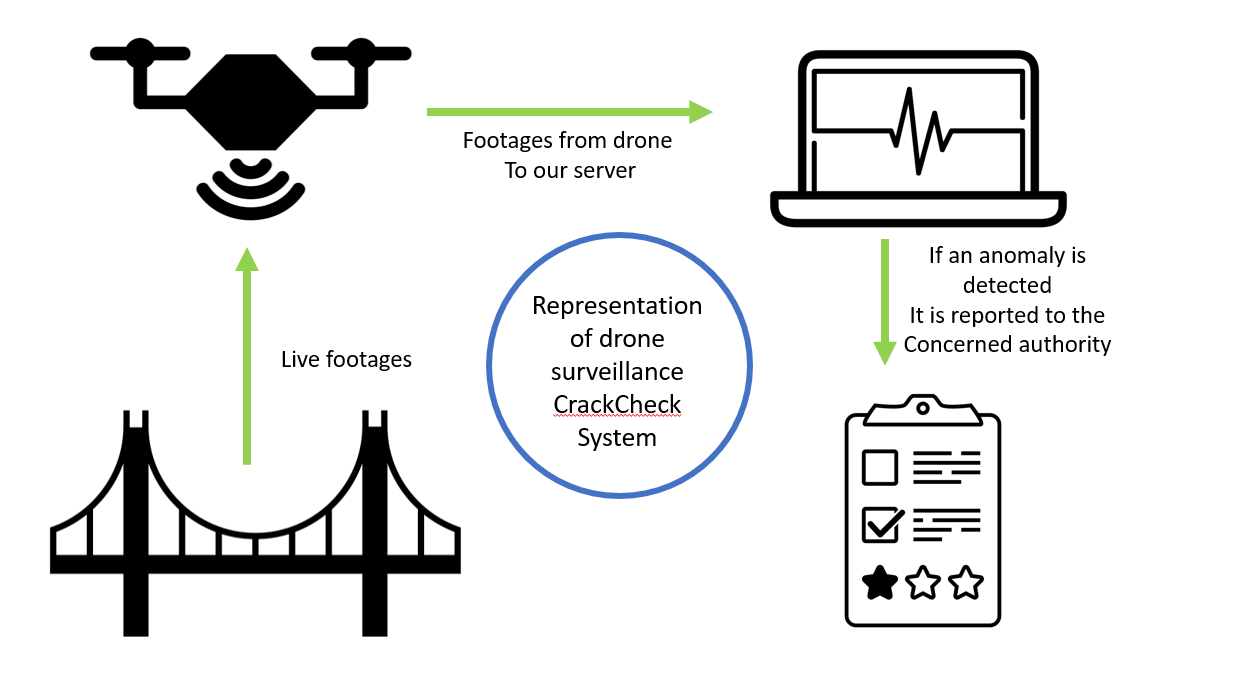 Footages from drone
To our server
If an anomaly is
detected
It is reported to the
Concerned authority
Live footages
Representation
of drone
surveillance
CrackCheck
System